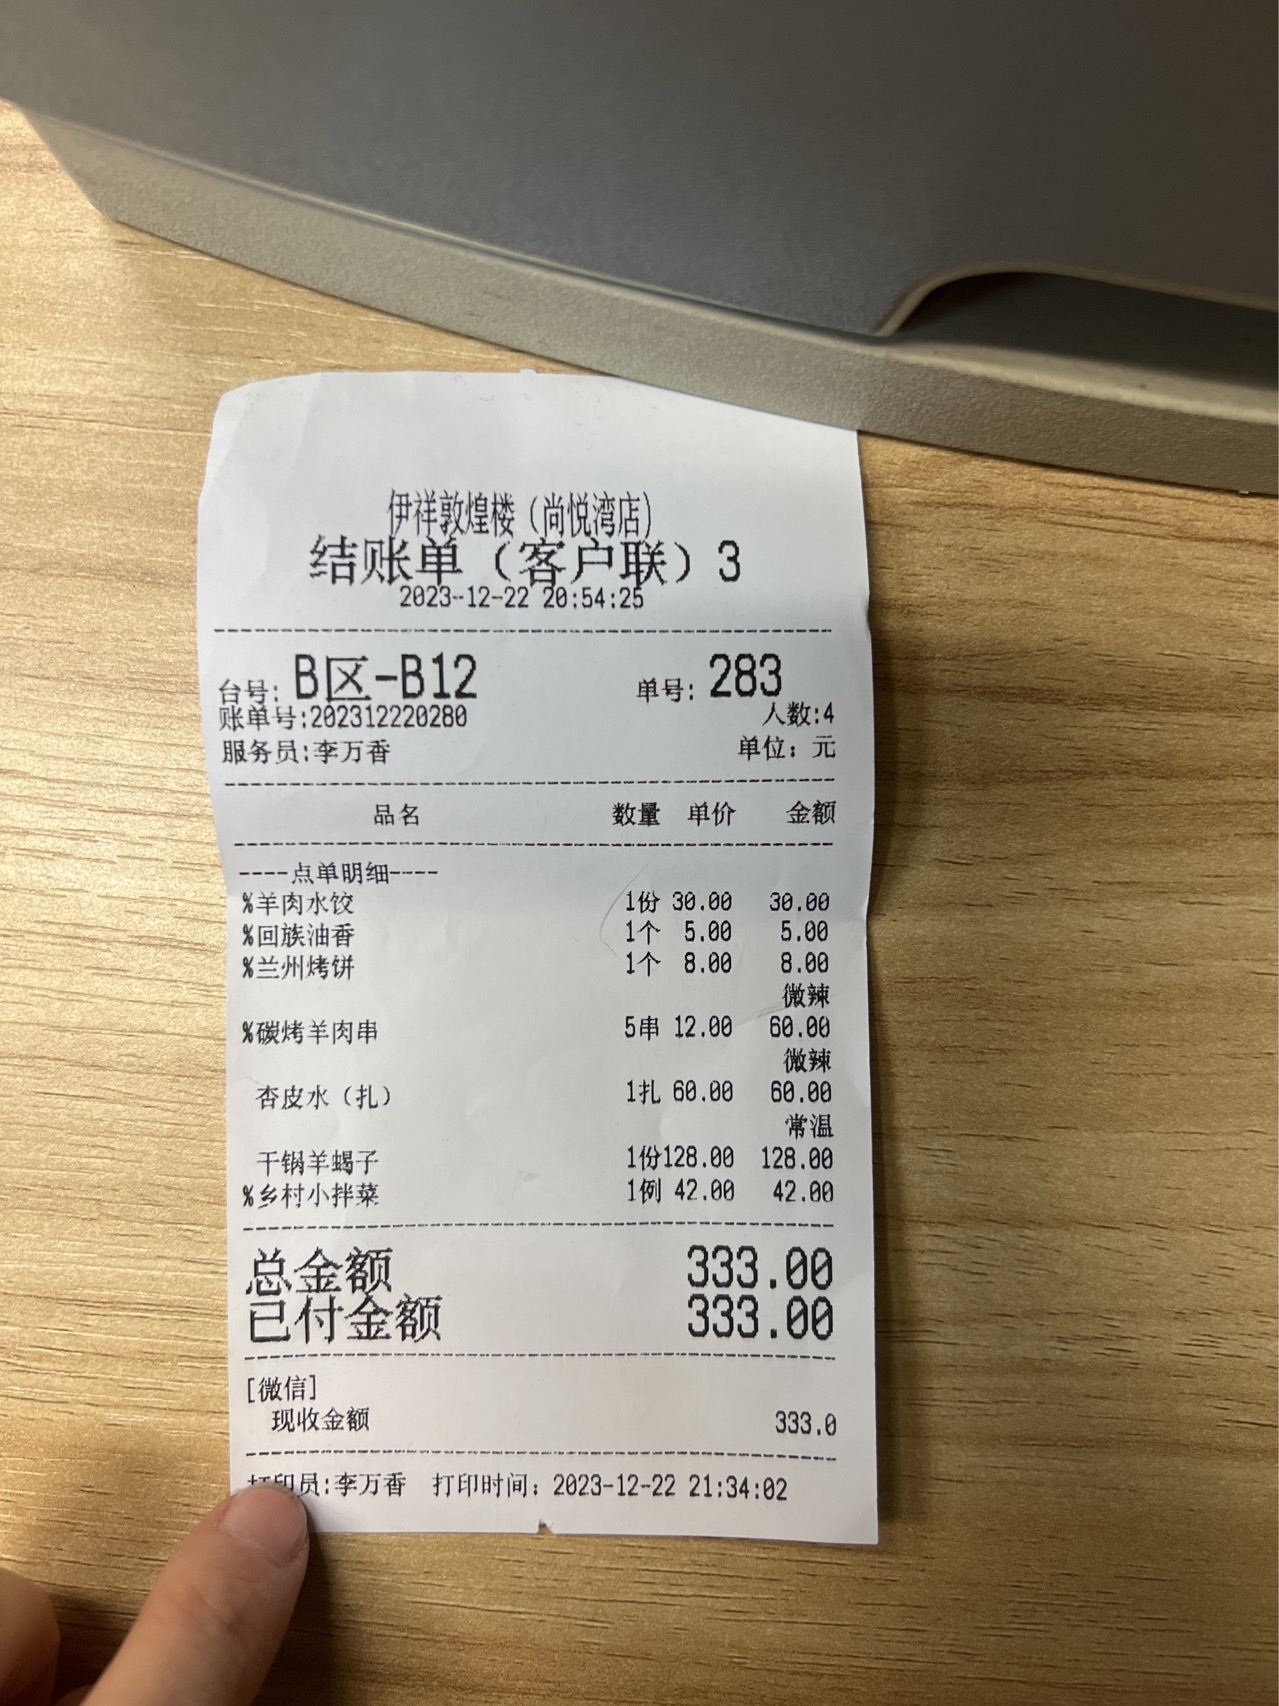 伊祥敦煌楼（尚悦湾店）
结账单（客户联）3
2023-12-22 20:54:25
台号: B区-B12 单号: 283
账单号:202312220280 人数:4
服务员:李万香 单位: 元
品名 数量 单价 金额
----点单明细----
%羊肉水饺 1份 30.00 30.00
%回族油香 1个 5.00 5.00
%兰州烤饼 1个 8.00 8.00
微辣
%碳烤羊肉串 5串 12.00 60.00
微辣
杏皮水（扎） 1扎 60.00 60.00
常温
干锅羊蝎子 1份128.00 128.00
%乡村小拌菜 1例 42.00 42.00
总金额 333.00
已付金额 333.00
[微信]
现收金额 333.0
打印员:李万香 打印时间: 2023-12-22 21:34:02